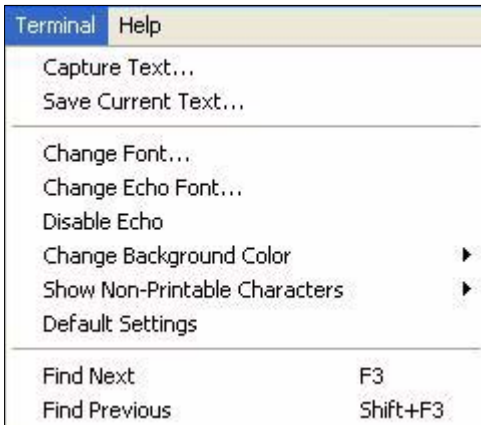 Terminal Help
Capture Text...
Save Current Text...
Change Font...
Change Echo Font...
Disable Echo
Change Background Color
Show Non-Printable Characters
Default Settings
Find Next F3
Find Previous Shift+F3